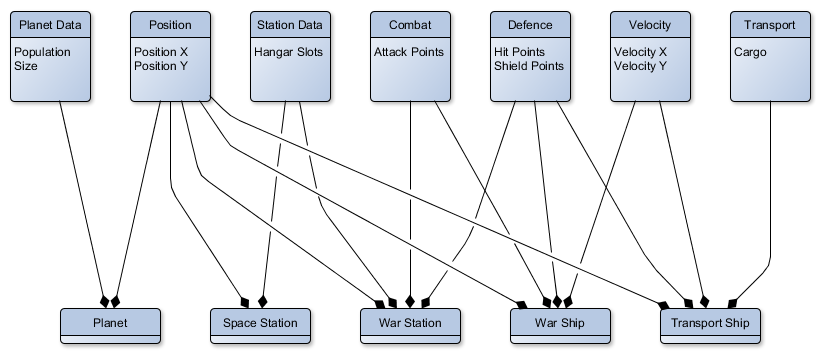 Planet Data
Population
Size
Position
Position X
Position Y
Station Data
Hangar Slots
Combat
Attack Points
Defence
Hit Points
Shield Points
Velocity
Velocity X
Velocity Y
Transport
Cargo
Planet
Space Station
War Station
War Ship
Transport Ship